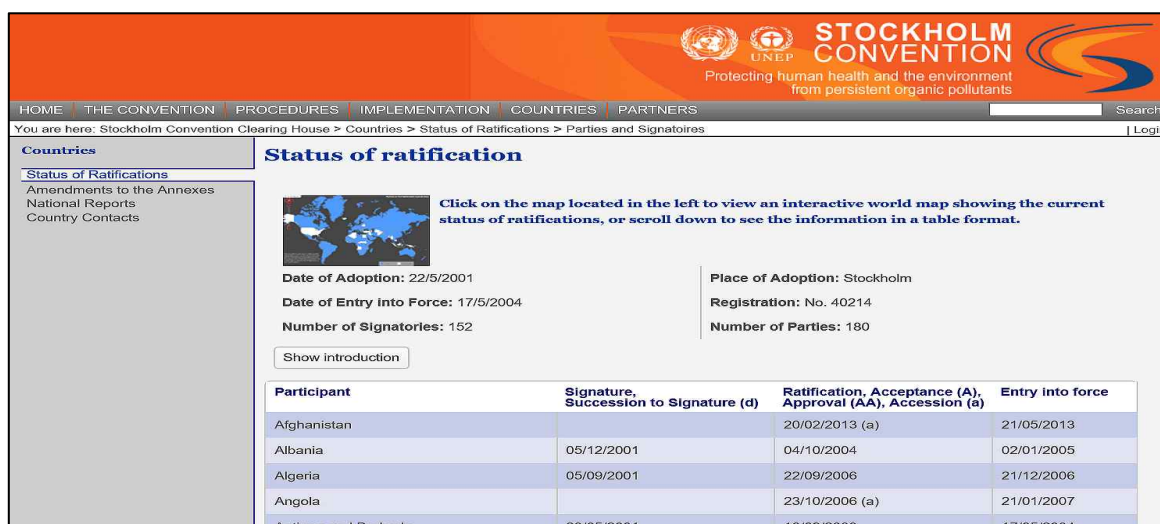 STOCKHOLM
CONVENTION
UNEP
Protecting human health and the environment
from persistent organic pollutants
HOME THE CONVENTION PROCEDURES IMPLEMENTATION COUNTRIES PARTNERS Search
You are here: Stockholm Convention Clearing House > Countries > Status of Ratifications > Parties and Signatoires | Logi
Countries
Status of Ratifications
Amendments to the Annexes
National Reports
Country Contacts
Status of ratification
Click on the map located in the left to view an interactive world map showing the current
status of ratifications, or scroll down to see the information in a table format.
Date of Adoption: 22/5/2001 Place of Adoption: Stockholm
Date of Entry into Force: 17/5/2004 Registration: No. 40214
Number of Signatories: 152 Number of Parties: 180
Show introduction
Participant Signature, Ratification, Acceptance (A), Entry into force
Succession to Signature (d) Approval (AA), Accession (a)
Afghanistan 20/02/2013 (a) 21/05/2013
Albania 05/12/2001 04/10/2004 02/01/2005
Algeria 05/09/2001 22/09/2006 21/12/2006
Angola 23/10/2006 (a) 21/01/2007